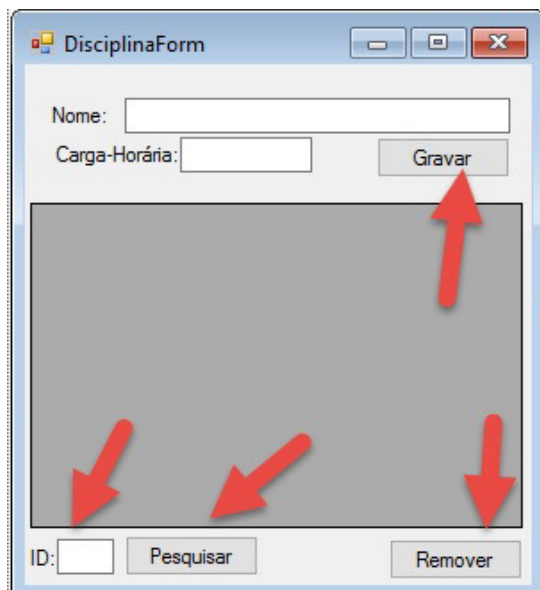 DisciplinaForm
Nome:
Carga-Horária:
Gravar
ID:
Pesquisar
Remover